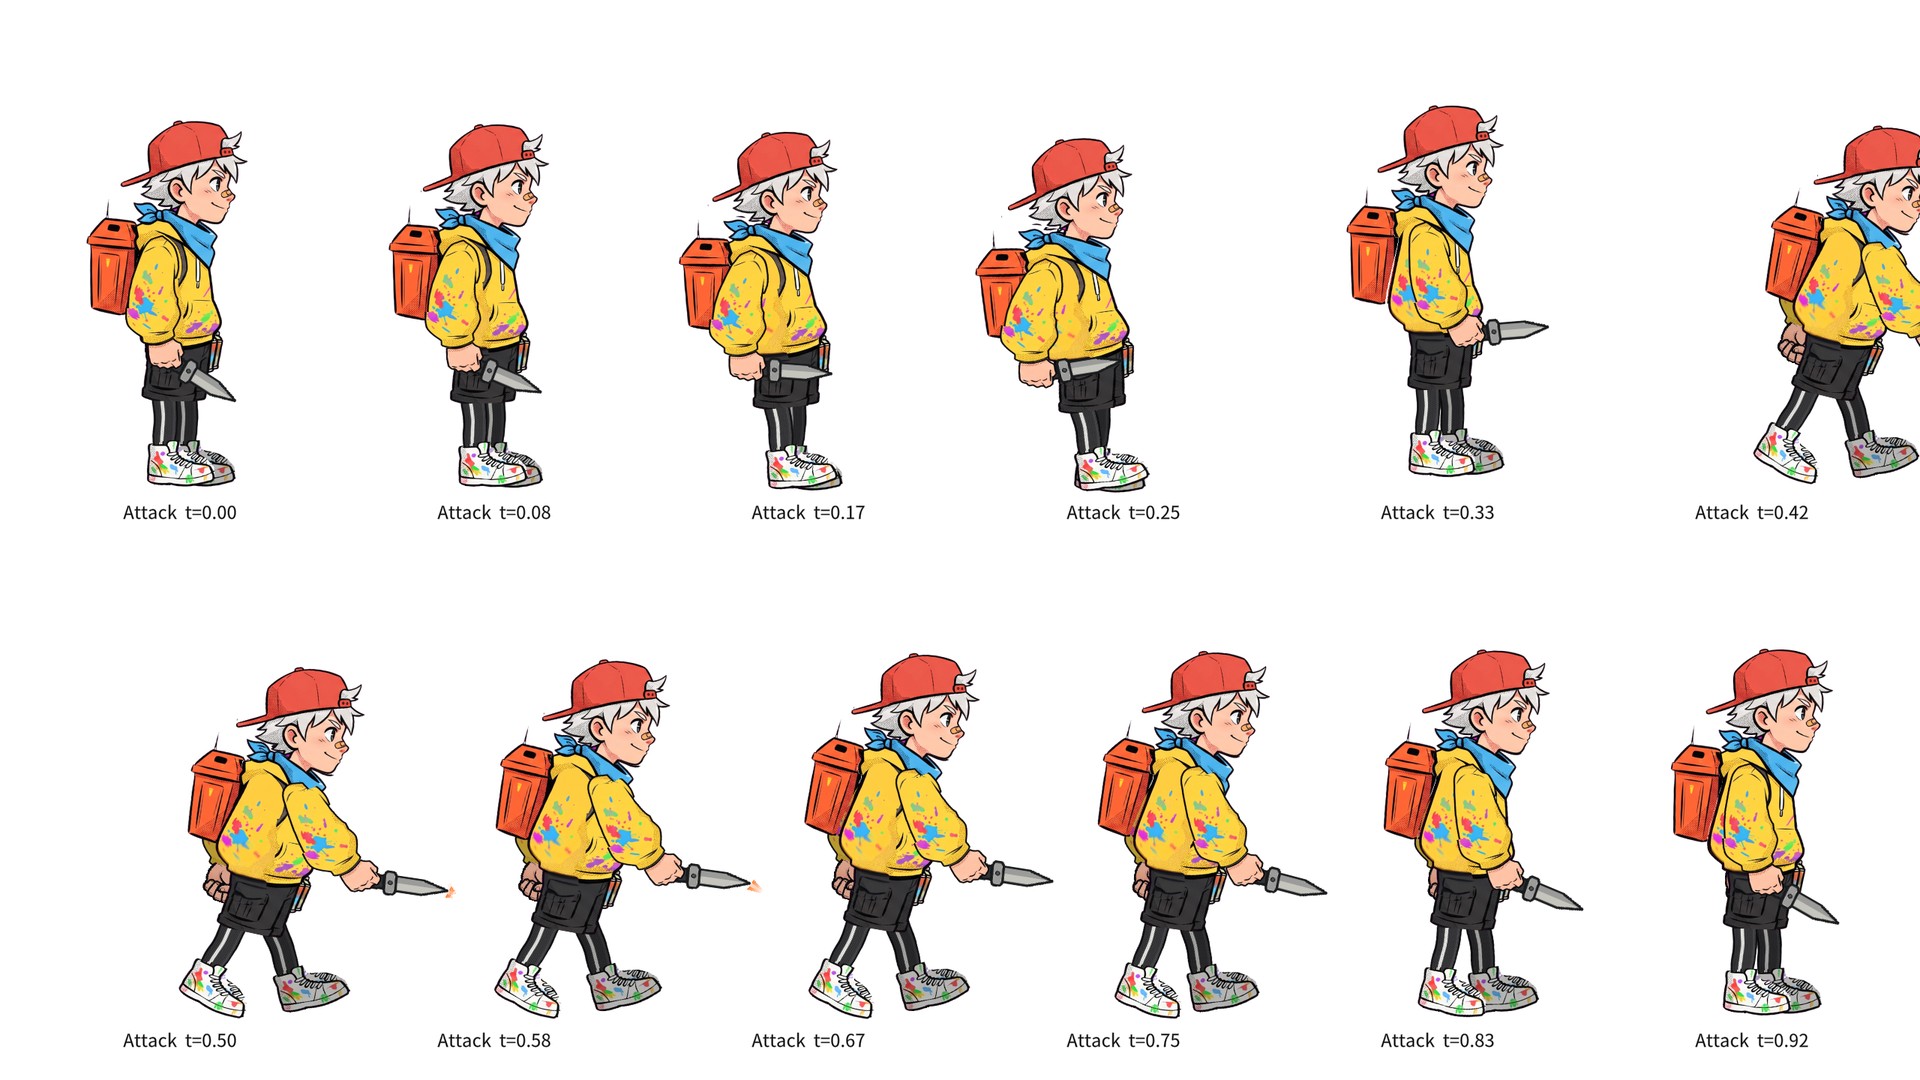 Attack t=0.00
Attack t=0.08
Attack t=0.17
Attack t=0.25
Attack t=0.33
Attack t=0.42
Attack t=0.50
Attack t=0.58
Attack t=0.67
Attack t=0.75
Attack t=0.83
Attack t=0.92